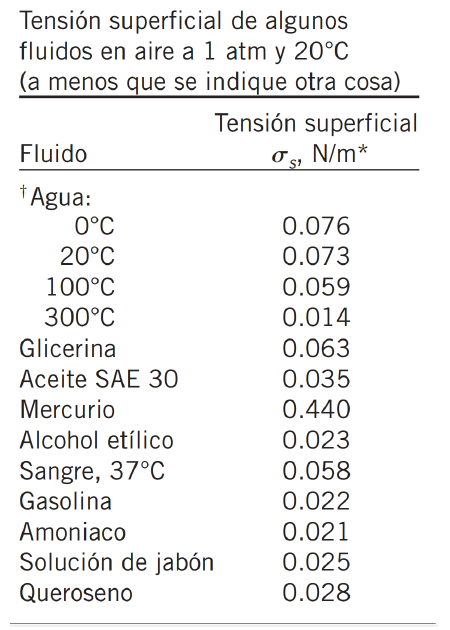 Tensión superficial de algunos
fluidos en aire a 1 atm y 20°C
(a menos que se indique otra cosa)
Tensión superficial
Fluido σs, N/m*
†Agua:
0°C 0.076
20°C 0.073
100°C 0.059
300°C 0.014
Glicerina 0.063
Aceite SAE 30 0.035
Mercurio 0.440
Alcohol etílico 0.023
Sangre, 37°C 0.058
Gasolina 0.022
Amoniaco 0.021
Solución de jabón 0.025
Queroseno 0.028